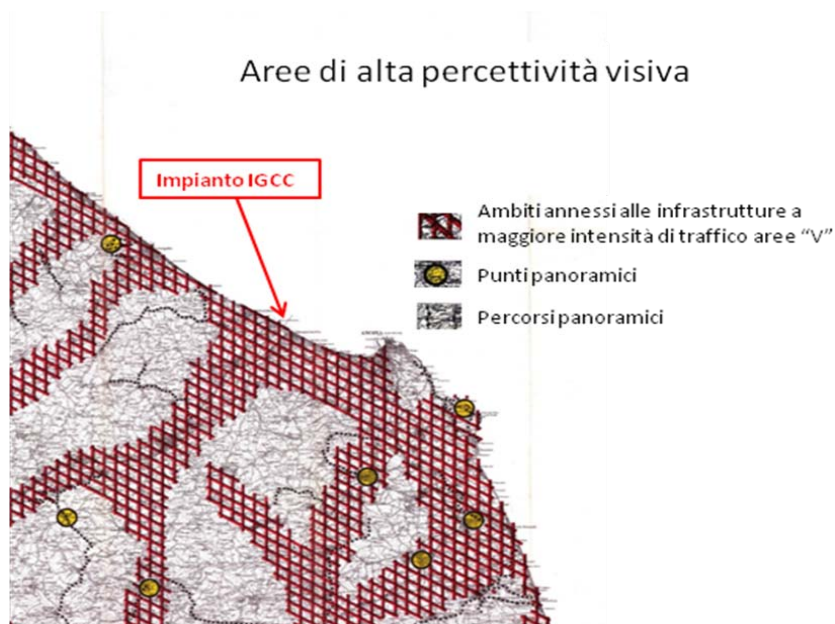 Aree di alta percettività visiva
Impianto IGCC
Ambiti annessi alle infrastrutture a
maggiore intensità di traffico aree "V"
Punti panoramici
Percorsi panoramici